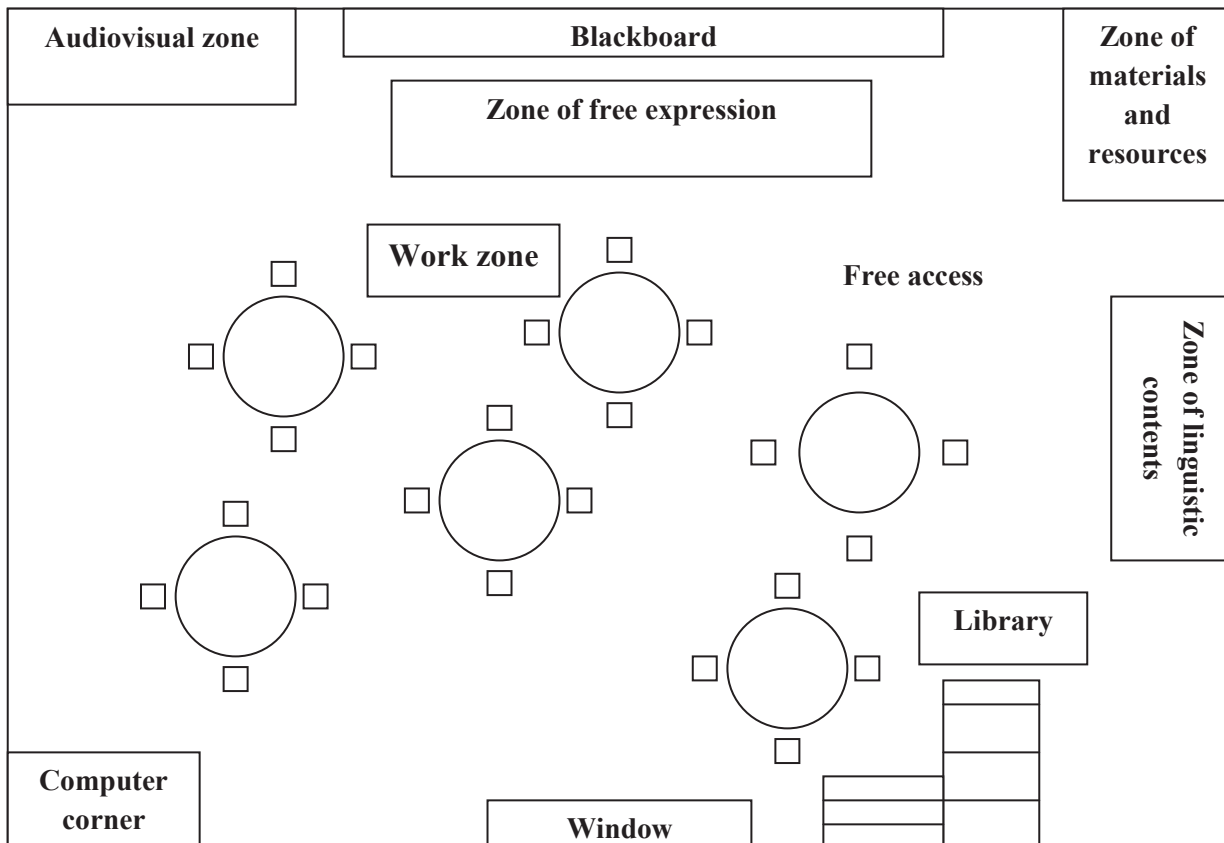 Audiovisual zone
Blackboard
Zone of
materials
and
resources
Zone of free expression
Work zone
Free access
Zone of linguistic
contents
Library
Computer
corner
Window